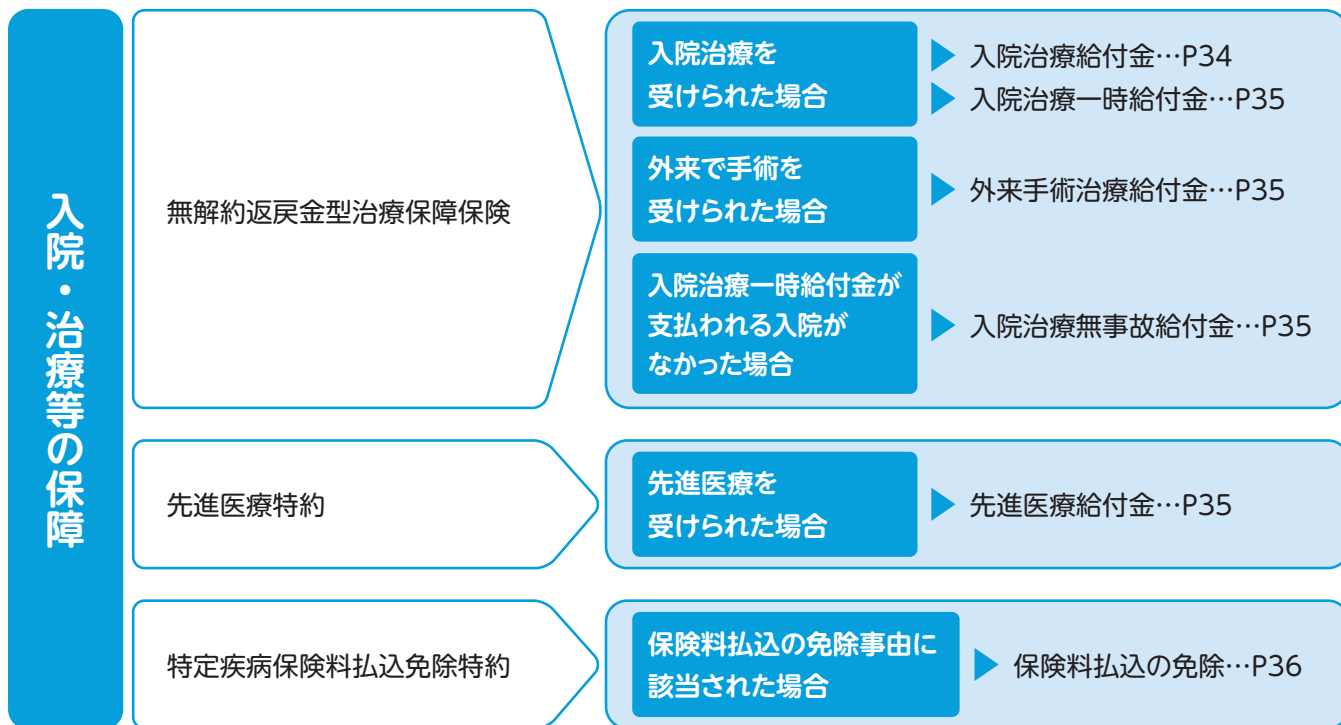 入院・治療等の保障
無解約返戻金型治療保障保険
入院治療を
受けられた場合
入院治療給付金…P34
入院治療一時給付金…P35
外来で手術を
受けられた場合
外来手術治療給付金…P35
入院治療一時給付金が
支払われる入院が
なかった場合
入院治療無事故給付金…P35
先進医療特約
先進医療を
受けられた場合
先進医療給付金…P35
特定疾病保険料払込免除特約
保険料払込の免除事由に
該当された場合
保険料払込の免除…P36